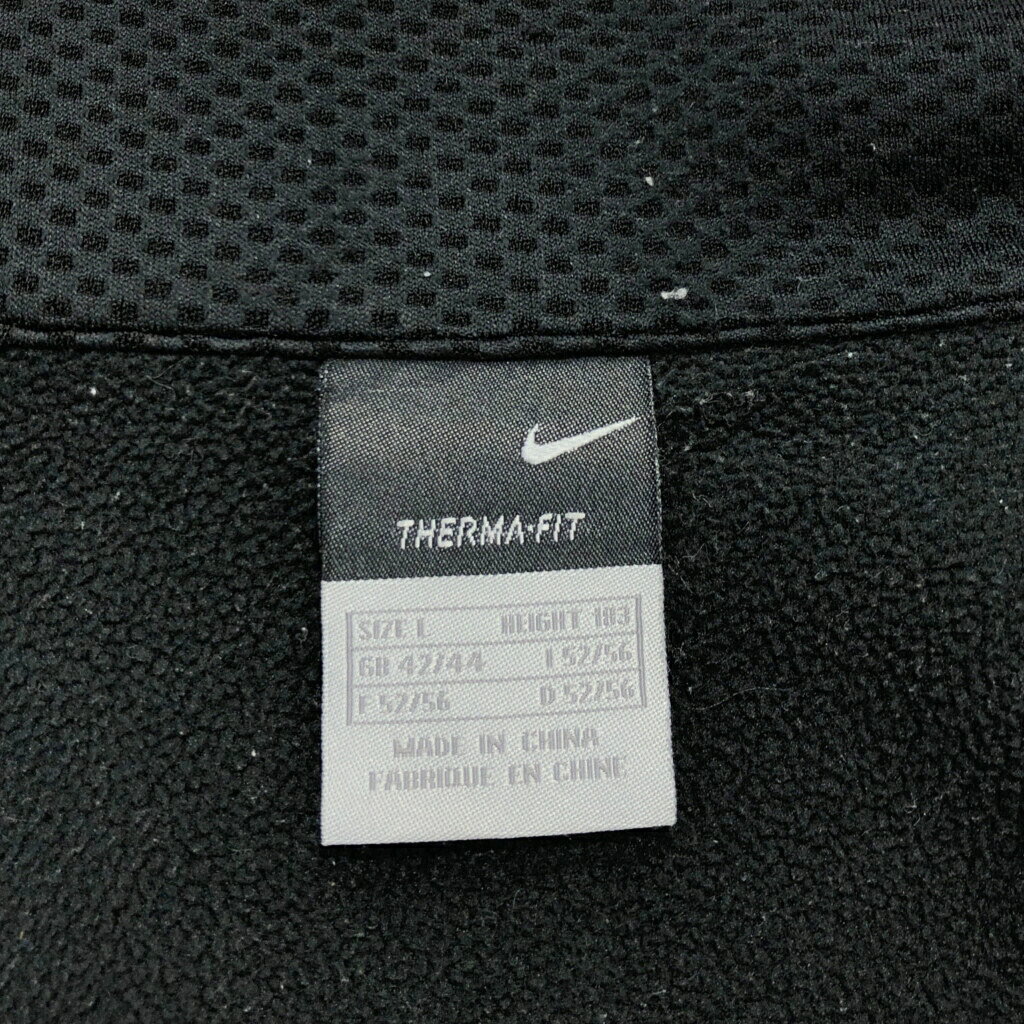 THERMA·FIT
SIZE L HEIGHT 183
GB 42/44 I 52/56
F 52/56 D 52/56
MADE IN CHINA
FABRIQUE EN CHINE